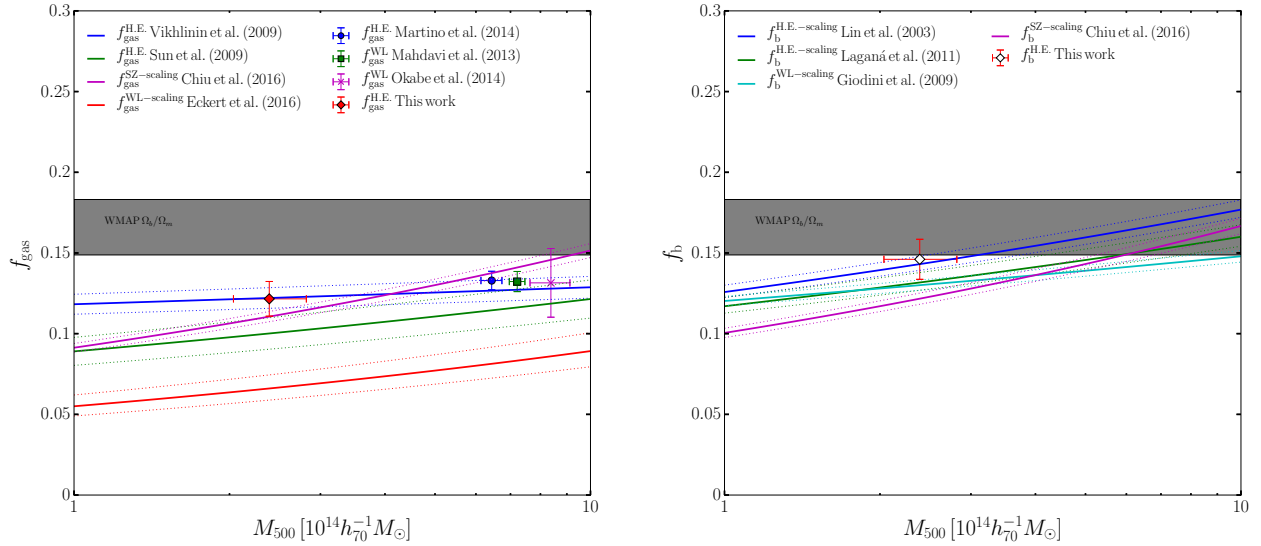 0.3
0.25
0.2
0.15
0.1
0.05
0
f_gas
f_gas^H.E. Vikhlinin et al. (2009)
f_gas^H.E. Sun et al. (2009)
f_gas^SZ−scaling Chiu et al. (2016)
f_gas^WL−scaling Eckert et al. (2016)
f_gas^H.E. Martino et al. (2014)
f_gas^WL Mahdavi et al. (2013)
f_gas^WL Okabe et al. (2014)
f_gas^H.E. This work
WMAP Ω_b/Ω_m
1
10
M_500 [10^14 h_70^−1 M_⊙]
0.3
0.25
0.2
0.15
0.1
0.05
0
f_b
f_b^H.E.−scaling Lin et al. (2003)
f_b^H.E.−scaling Laganá et al. (2011)
f_b^WL−scaling Giodini et al. (2009)
f_b^SZ−scaling Chiu et al. (2016)
f_b^H.E. This work
WMAP Ω_b/Ω_m
1
10
M_500 [10^14 h_70^−1 M_⊙]